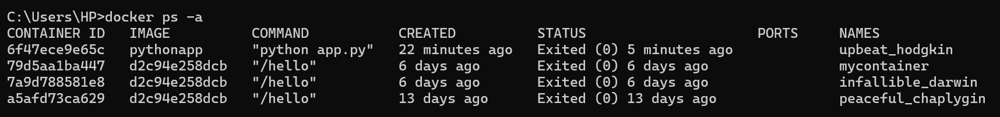 C:\Users\HP>docker ps -a
CONTAINER ID   IMAGE          COMMAND           CREATED          STATUS                     PORTS     NAMES
6f47ece9e65c   pythonapp      "python app.py"   22 minutes ago   Exited (0) 5 minutes ago             upbeat_hodgkin
79d5aa1ba447   d2c94e258dcb   "/hello"          6 days ago       Exited (0) 6 days ago                mycontainer
7a9d788581e8   d2c94e258dcb   "/hello"          6 days ago       Exited (0) 6 days ago                infallible_darwin
a5afd73ca629   d2c94e258dcb   "/hello"          13 days ago      Exited (0) 13 days ago               peaceful_chaplygin